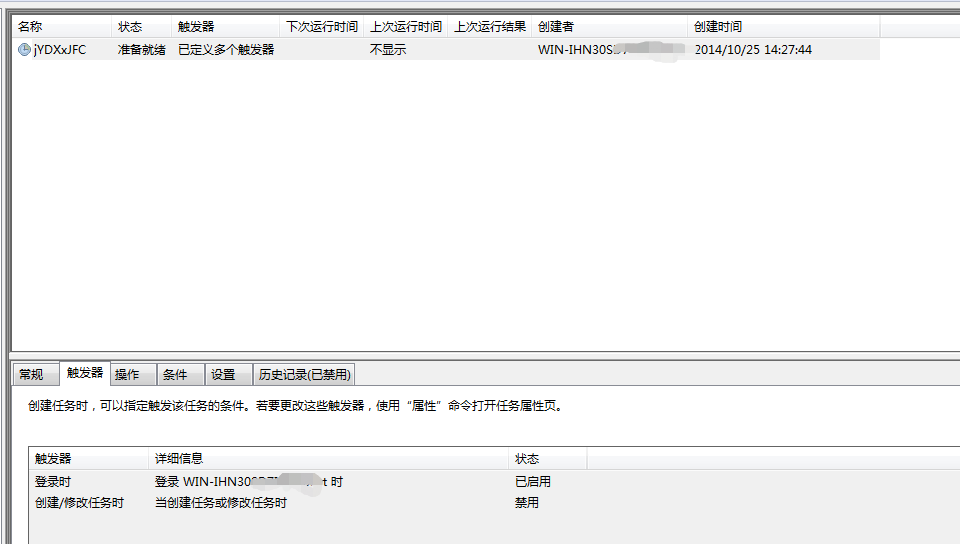 名称 状态 触发器 下次运行时间 上次运行时间 上次运行结果 创建者 创建时间
jYDXxJFC 准备就绪 已定义多个触发器 不显示 WIN-IHN30S 2014/10/25 14:27:44
常规 触发器 操作 条件 设置 历史记录(已禁用)
创建任务时，可以指定触发该任务的条件。若要更改这些触发器，使用“属性”命令打开任务属性页。
触发器 详细信息 状态
登录时 登录 WIN-IHN30 t 时 已启用
创建/修改任务时 当创建任务或修改任务时 禁用